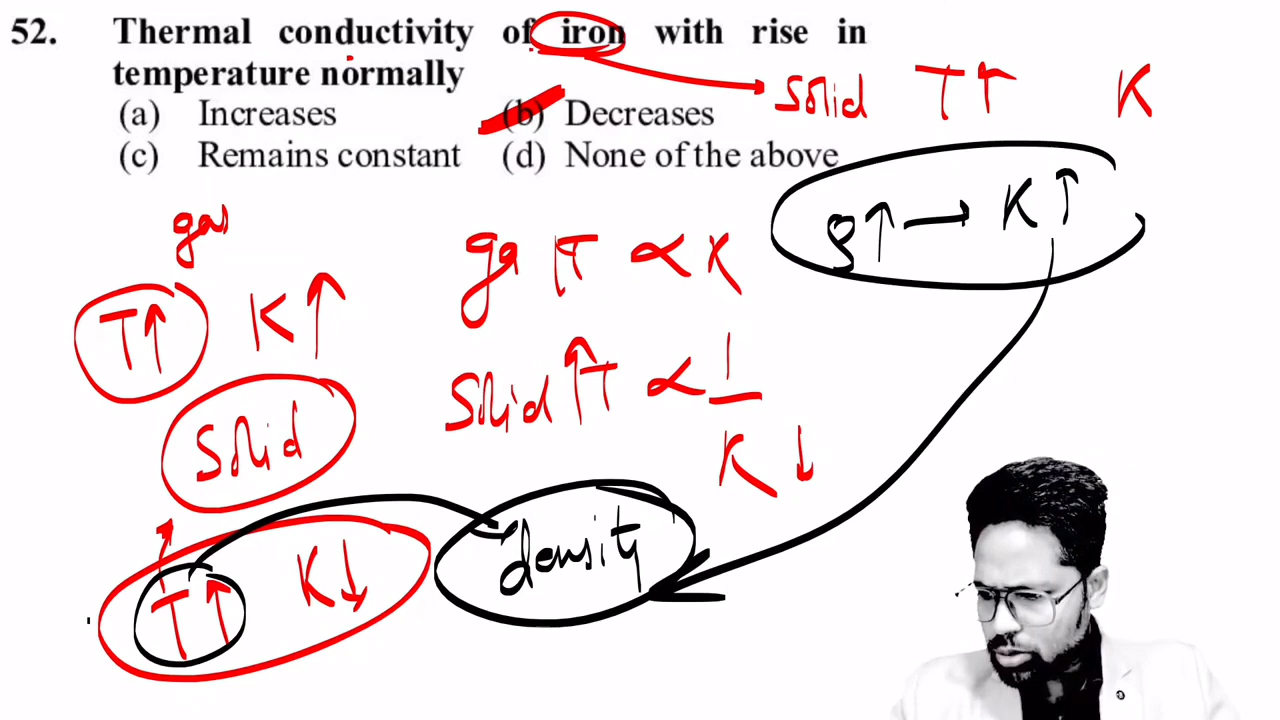 52. Thermal conductivity of iron with rise in
temperature normally
(a) Increases (b) Decreases
(c) Remains constant (d) None of the above
Solid T↑ K
ρ↑ → K↑
gas
T↑ K↑
ga T ∝ K
Solid ↑T ∝ 1
K ↓
Solid
T↑ K↓
density